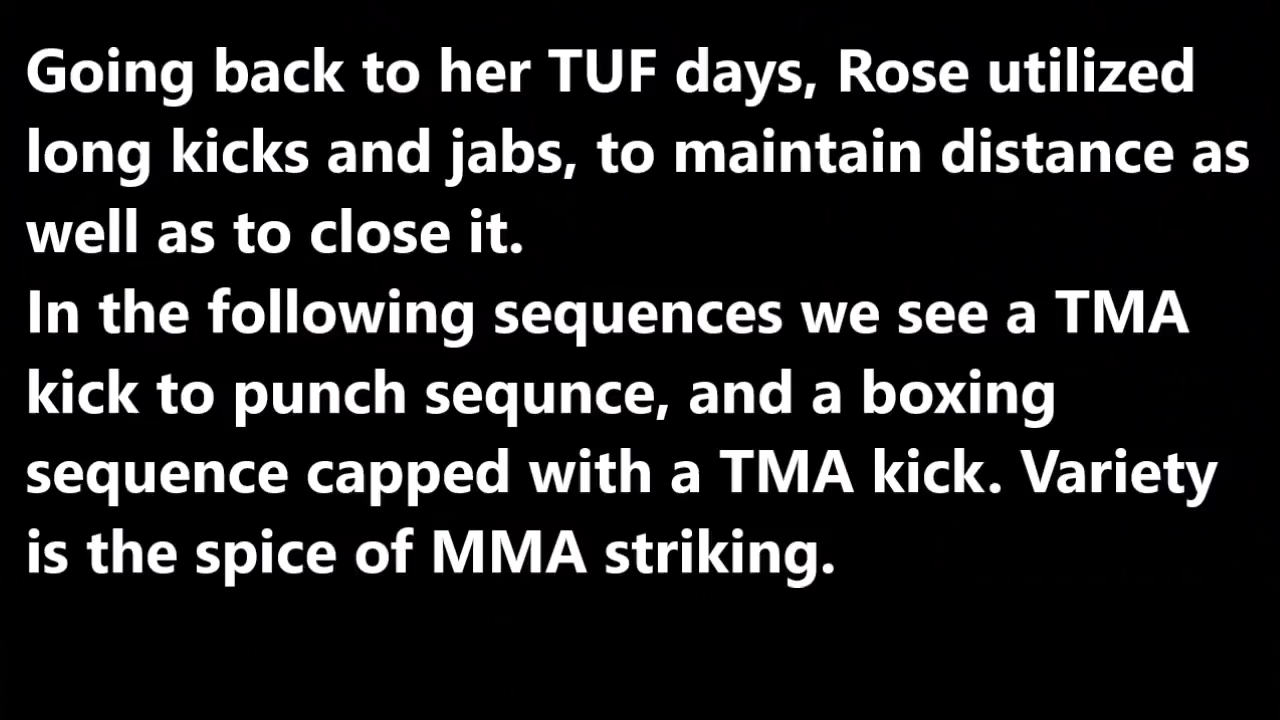 Going back to her TUF days, Rose utilized
long kicks and jabs, to maintain distance as
well as to close it.
In the following sequences we see a TMA
kick to punch sequnce, and a boxing
sequence capped with a TMA kick. Variety
is the spice of MMA striking.